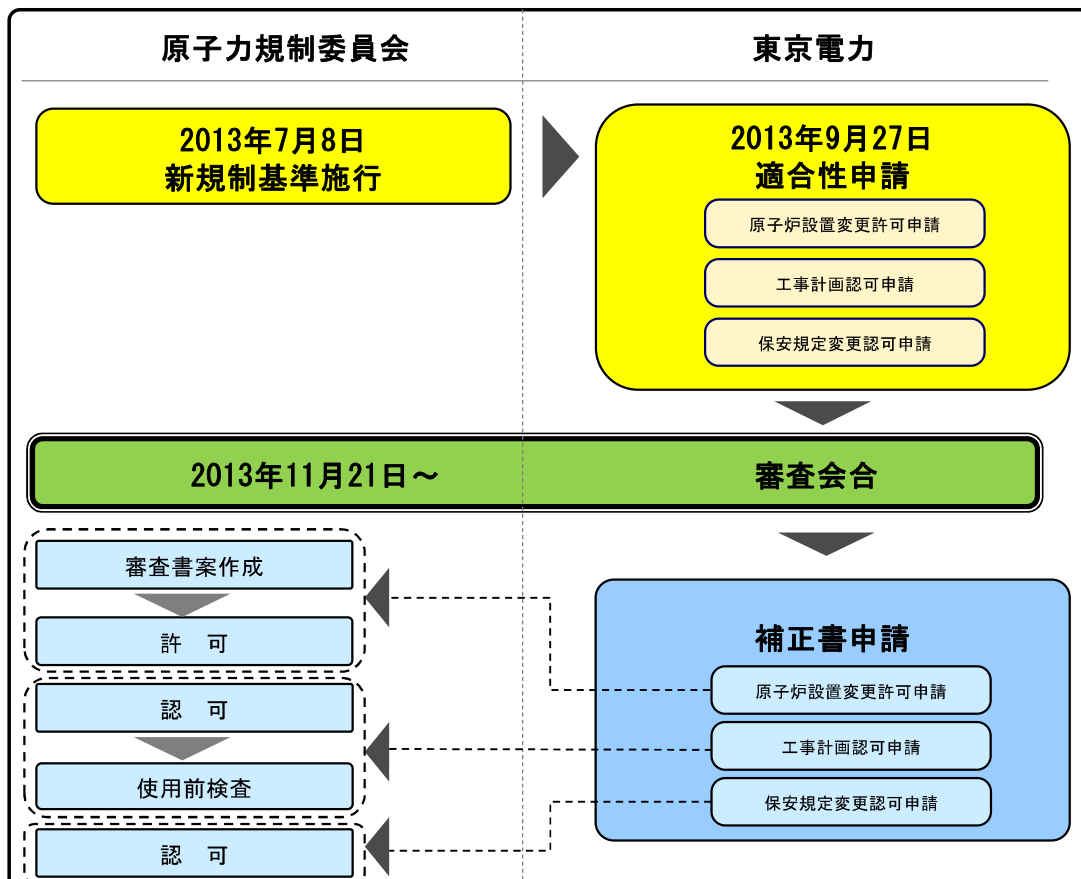 原子力規制委員会
東京電力
2013年7月8日
新規制基準施行
2013年9月27日
適合性申請
原子炉設置変更許可申請
工事計画認可申請
保安規定変更認可申請
2013年11月21日～
審査会合
審査書案作成
許　可
認　可
使用前検査
認　可
補正書申請
原子炉設置変更許可申請
工事計画認可申請
保安規定変更認可申請